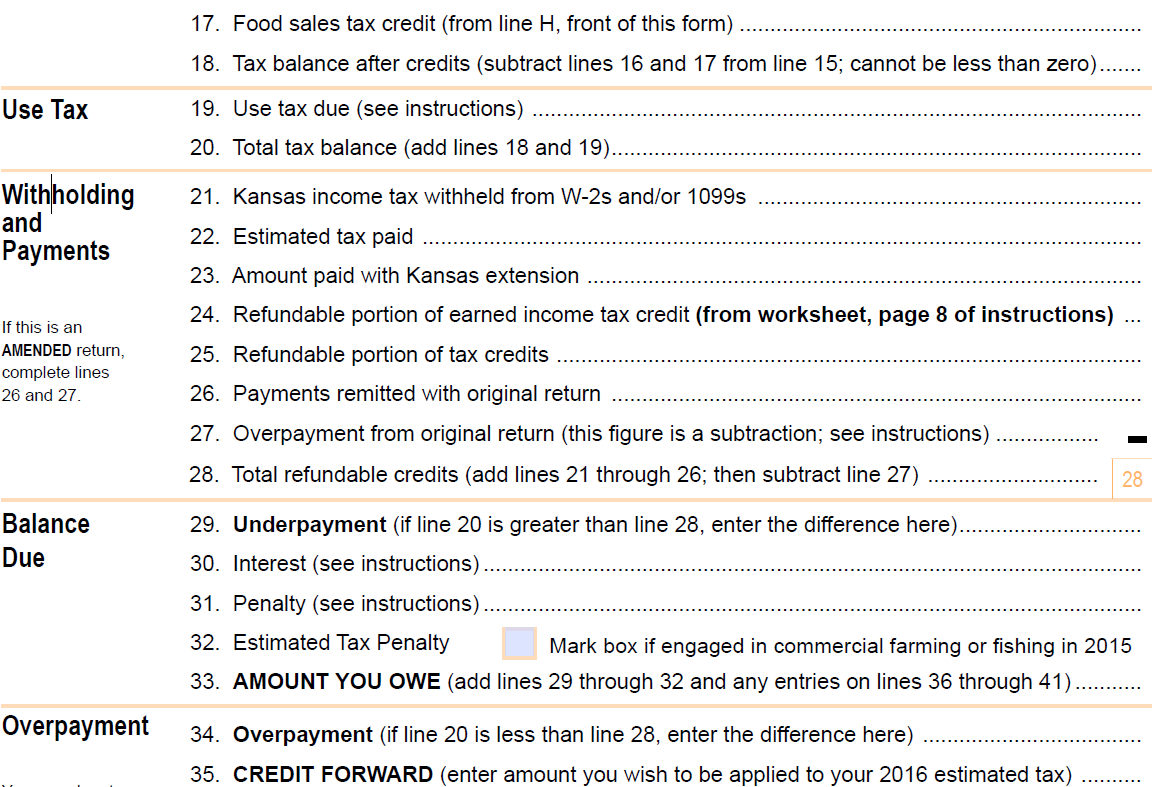 17. Food sales tax credit (from line H, front of this form) ........................................................................
18. Tax balance after credits (subtract lines 16 and 17 from line 15; cannot be less than zero).......
Use Tax
19. Use tax due (see instructions) ........................................................................
20. Total tax balance (add lines 18 and 19)........................................................................
Withholding
and
Payments
21. Kansas income tax withheld from W-2s and/or 1099s ................................................................
22. Estimated tax paid ........................................................................
23. Amount paid with Kansas extension ........................................................................
24. Refundable portion of earned income tax credit (from worksheet, page 8 of instructions) ...
If this is an
AMENDED return,
complete lines
26 and 27.
25. Refundable portion of tax credits ........................................................................
26. Payments remitted with original return ........................................................................
27. Overpayment from original return (this figure is a subtraction; see instructions) ................. -
28. Total refundable credits (add lines 21 through 26; then subtract line 27) ............................ 28
Balance
Due
29. Underpayment (if line 20 is greater than line 28, enter the difference here)..............................
30. Interest (see instructions)........................................................................
31. Penalty (see instructions)........................................................................
32. Estimated Tax Penalty Mark box if engaged in commercial farming or fishing in 2015
33. AMOUNT YOU OWE (add lines 29 through 32 and any entries on lines 36 through 41)...........
Overpayment
34. Overpayment (if line 20 is less than line 28, enter the difference here) ....................................
35. CREDIT FORWARD (enter amount you wish to be applied to your 2016 estimated tax) ..........